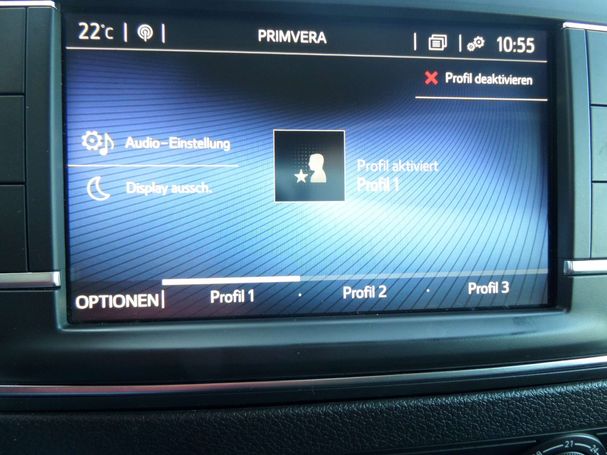 22°C PRIMVERA 10:55
Profil deaktivieren
Audio-Einstellung
Profil aktiviert
Profil 1
Display aussch.
OPTIONEN Profil 1 · Profil 2 · Profil 3
21